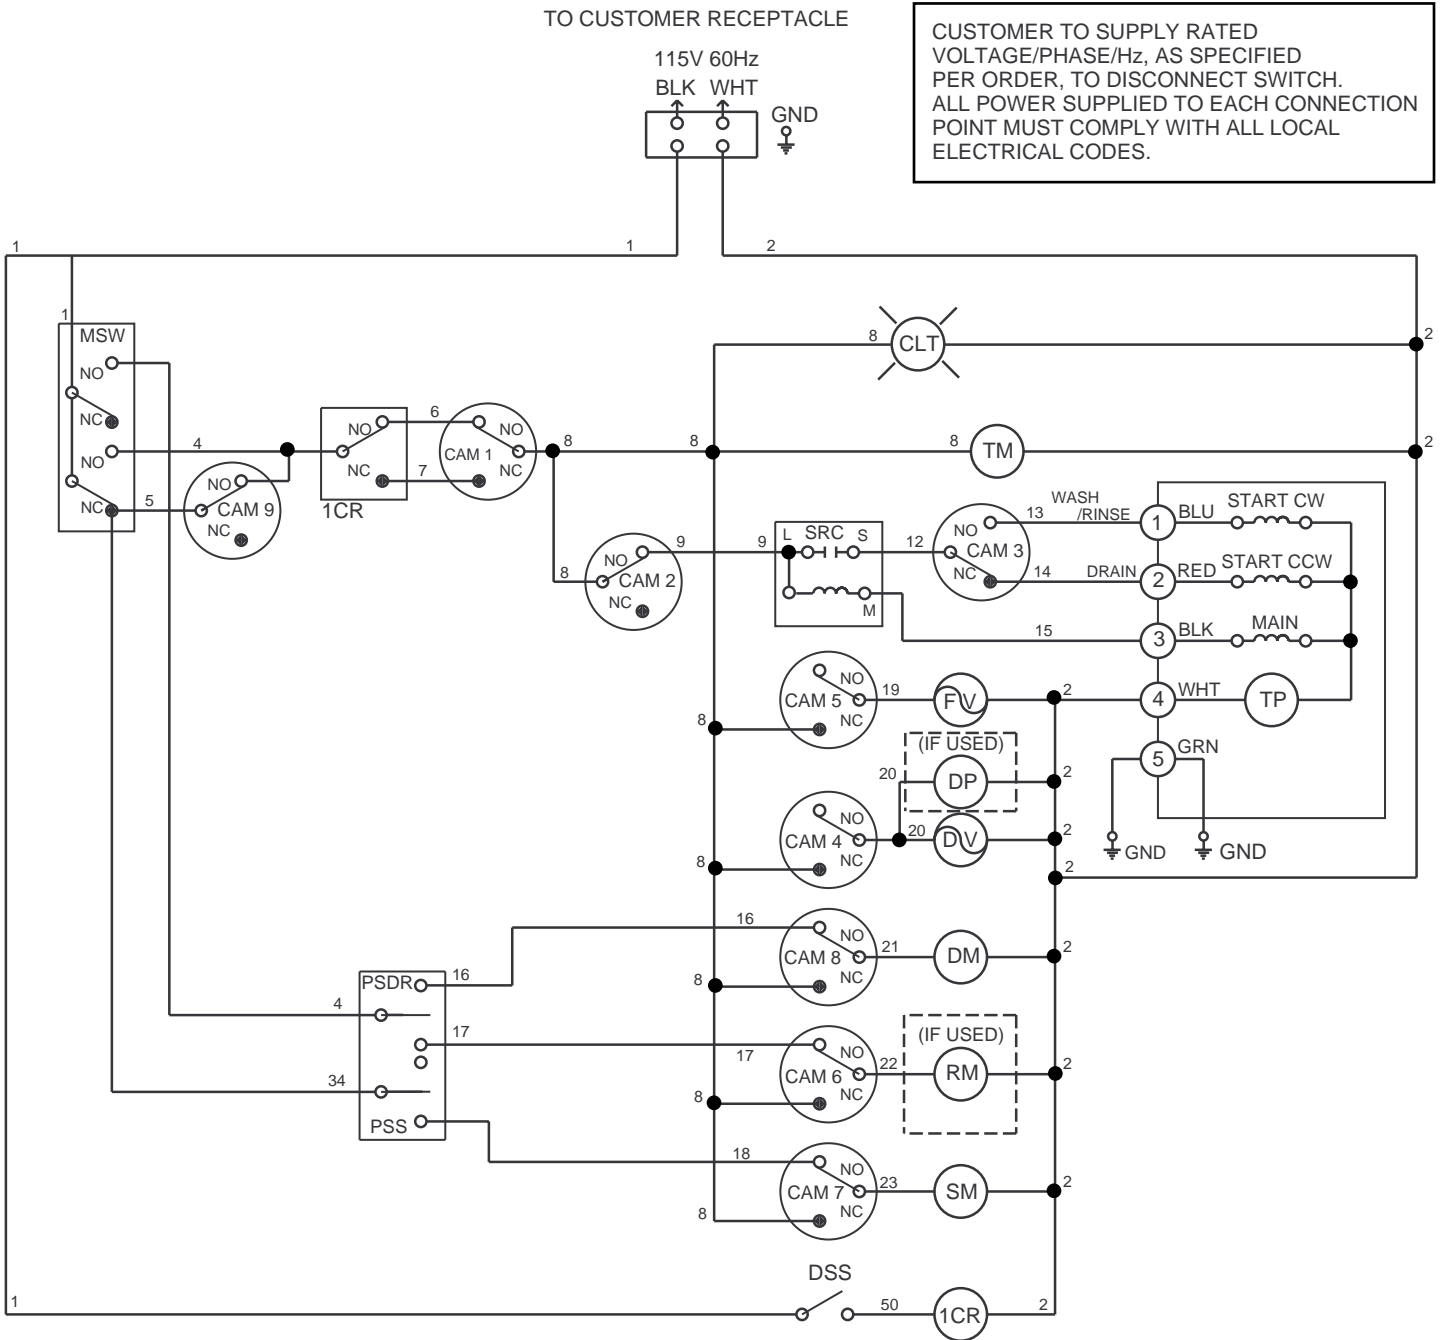 TO CUSTOMER RECEPTACLE
115V 60Hz
BLK WHT
GND
CUSTOMER TO SUPPLY RATED
VOLTAGE/PHASE/Hz, AS SPECIFIED
PER ORDER, TO DISCONNECT SWITCH.
ALL POWER SUPPLIED TO EACH CONNECTION
POINT MUST COMPLY WITH ALL LOCAL
ELECTRICAL CODES.
1 1 2
1
MSW
NO
NC
NO
NC
8 CLT 2
4
5
NO
CAM 9
NC
NO
NC
1CR
6
7
NO
CAM 1
NC
8 8 8 TM 2
8
NO
CAM 2
NC
9 9
L SRC S
M
12
NO
CAM 3
NC
13
WASH
/RINSE
14 DRAIN
15
1 BLU START CW
2 RED START CCW
3 BLK MAIN
4 WHT TP
5 GRN
GND GND
8
NO
CAM 5
NC
19 FV 2
(IF USED)
20 DP 2
8
NO
CAM 4
NC
20 DV 2
2
16
8
NO
CAM 8
NC
21 DM 2
PSDR 16
4
17
34
PSS
17
8
NO
CAM 6
NC
(IF USED)
22 RM 2
18
8
NO
CAM 7
NC
23 SM 2
DSS
1 50 1CR 2